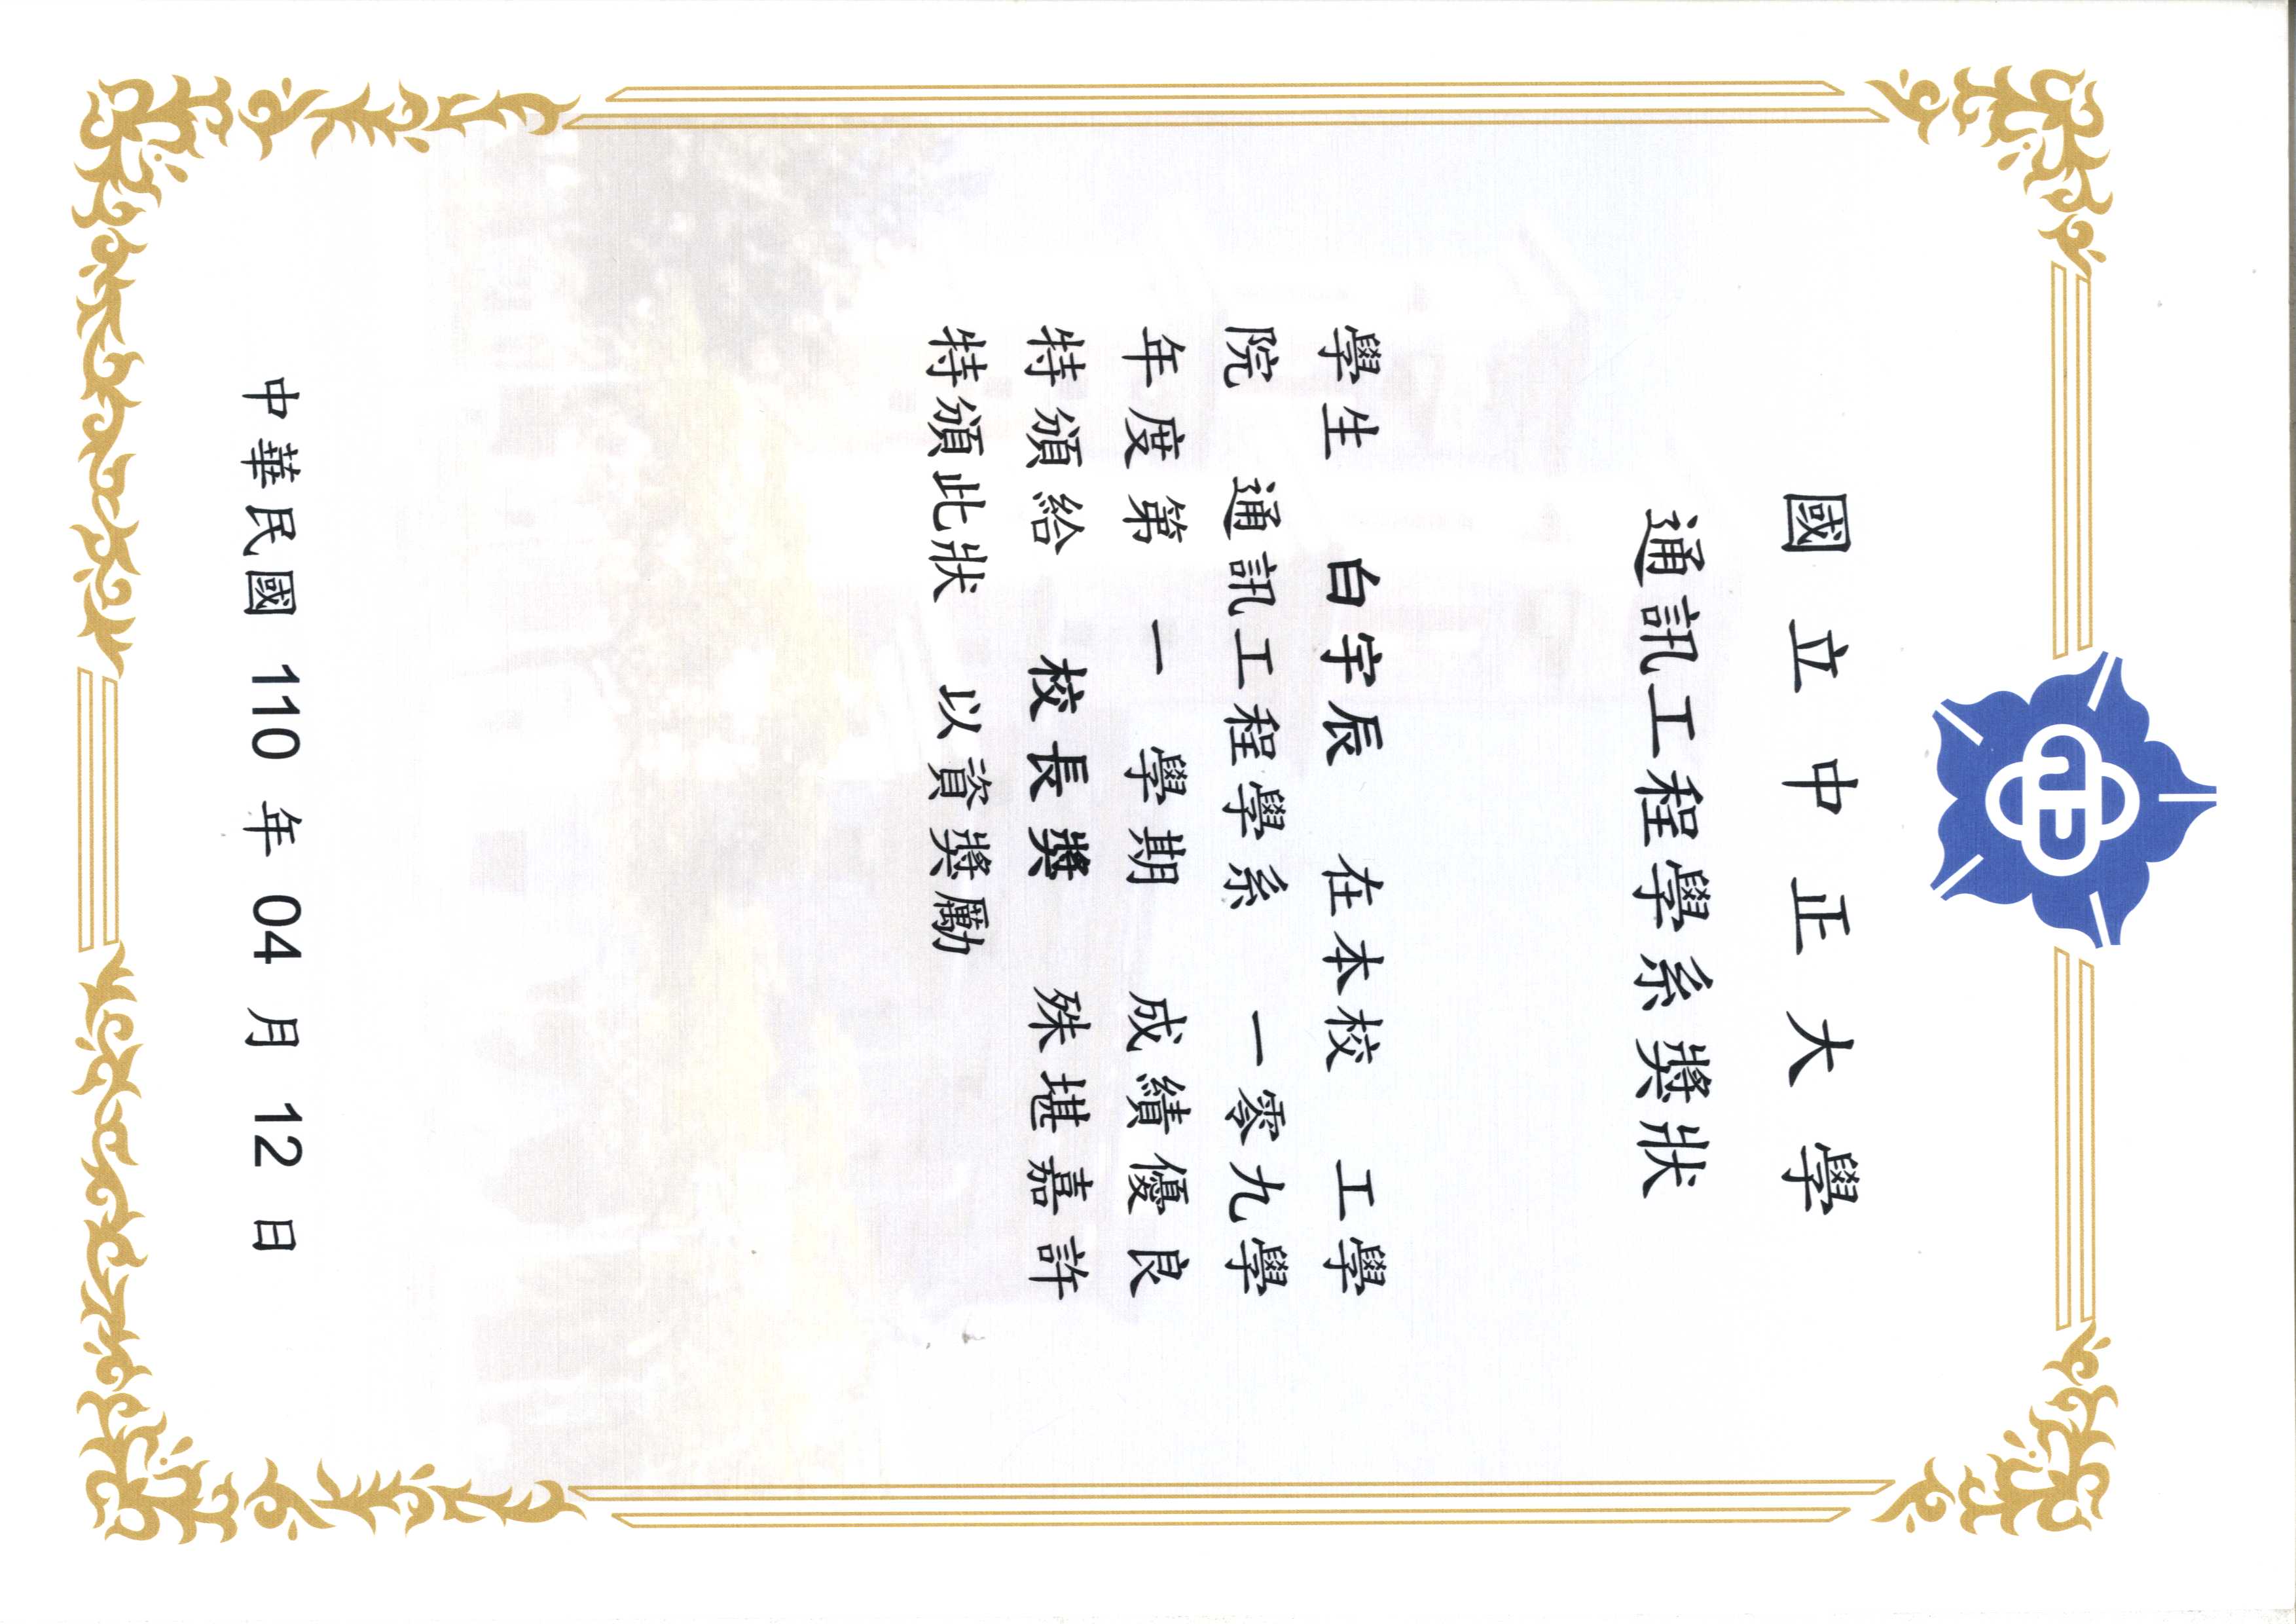 國立中正大學
通訊工程學系獎狀
學生 白宇辰 在本校 工學
院 通訊工程學系 一零九學
年度第 一 學期 成績優良
特頒給 校長獎 殊堪嘉許
特頒此狀 以資獎勵
中華民國 110 年 04 月 12 日